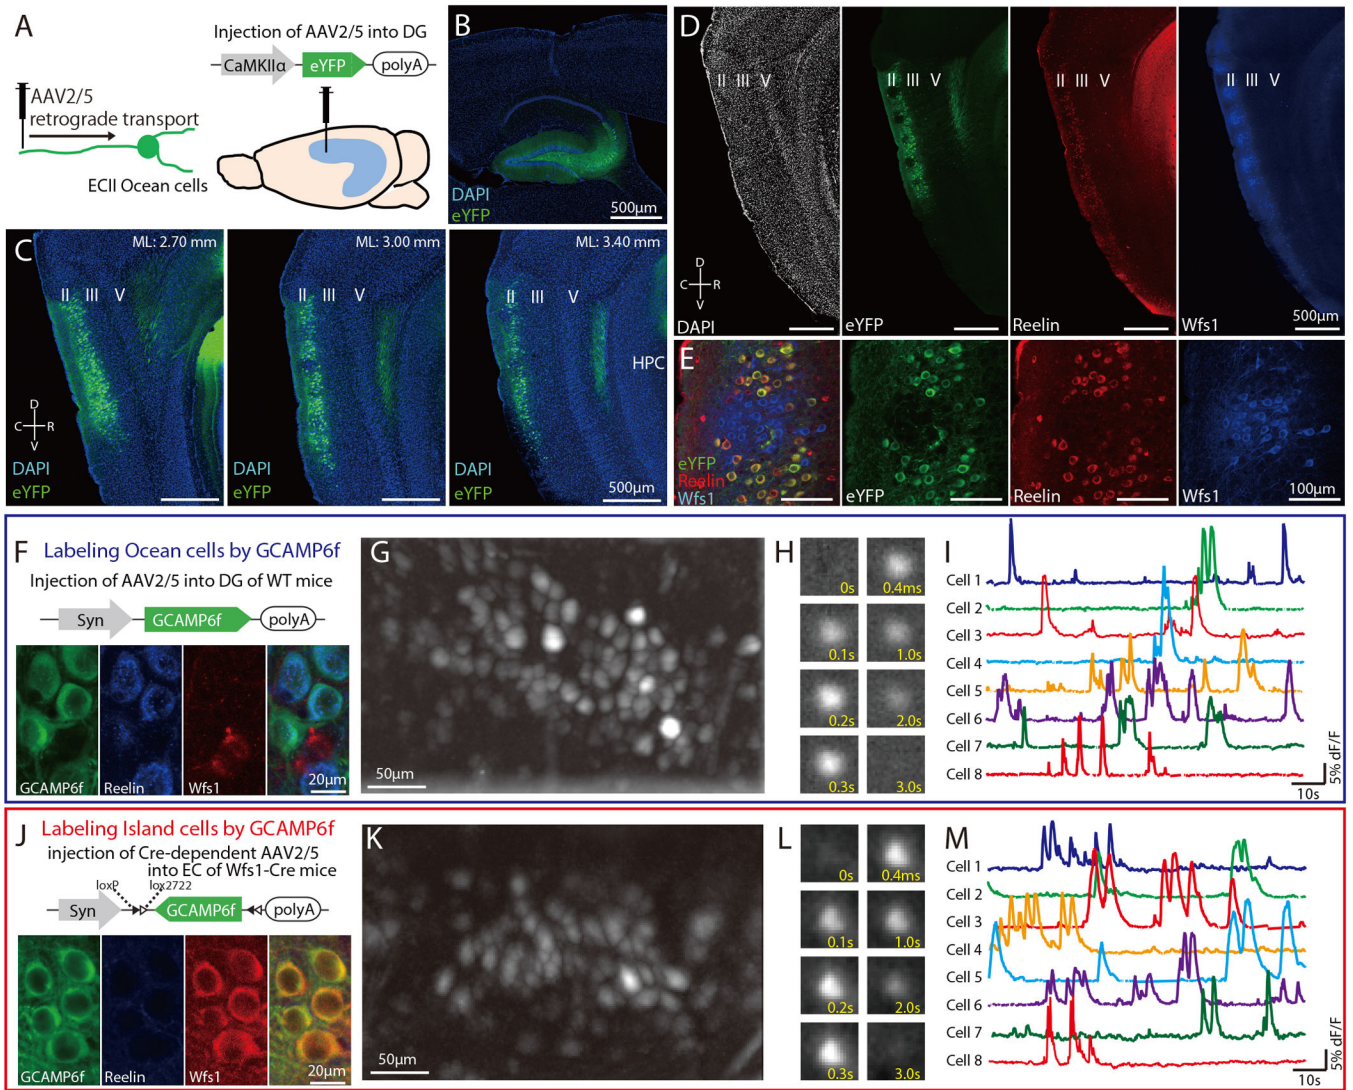 A
Injection of AAV2/5 into DG
CaMKIIα
eYFP
polyA
AAV2/5
retrograde transport
ECII Ocean cells
B
DAPI
eYFP
500μm
C
ML: 2.70 mm
II III V
D
C R
V
DAPI
eYFP
ML: 3.00 mm
II III V
DAPI
eYFP
ML: 3.40 mm
II III V
HPC
DAPI
eYFP
500μm
D
II III V
D
C R
V
DAPI
II III V
eYFP
II III V
Reelin
II III V
Wfs1
500μm
E
eYFP
Reelin
Wfs1
eYFP
Reelin
Wfs1
100μm
F
Labeling Ocean cells by GCAMP6f
Injection of AAV2/5 into DG of WT mice
Syn
GCAMP6f
polyA
GCAMP6f
Reelin
Wfs1
20μm
G
50μm
H
0s
0.4ms
0.1s
1.0s
0.2s
2.0s
0.3s
3.0s
I
Cell 1
Cell 2
Cell 3
Cell 4
Cell 5
Cell 6
Cell 7
Cell 8
5% dF/F
10s
J
Labeling Island cells by GCAMP6f
injection of Cre-dependent AAV2/5
into EC of Wfs1-Cre mice
loxP
lox2722
Syn
GCAMP6f
polyA
GCAMP6f
Reelin
Wfs1
20μm
K
50μm
L
0s
0.4ms
0.1s
1.0s
0.2s
2.0s
0.3s
3.0s
M
Cell 1
Cell 2
Cell 3
Cell 4
Cell 5
Cell 6
Cell 7
Cell 8
5% dF/F
10s